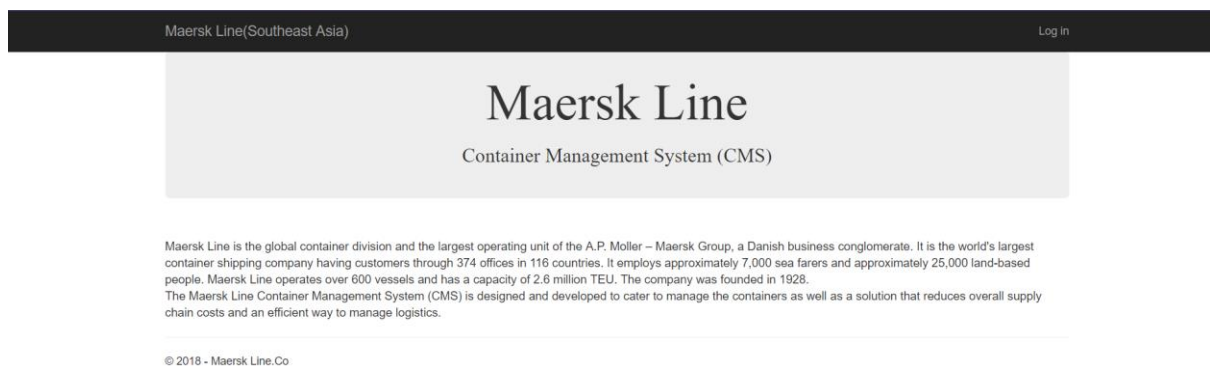 Maersk Line(Southeast Asia)
Log in
Maersk Line
Container Management System (CMS)
Maersk Line is the global container division and the largest operating unit of the A.P. Moller – Maersk Group, a Danish business conglomerate. It is the world's largest
container shipping company having customers through 374 offices in 116 countries. It employs approximately 7,000 sea farers and approximately 25,000 land-based
people. Maersk Line operates over 600 vessels and has a capacity of 2.6 million TEU. The company was founded in 1928.
The Maersk Line Container Management System (CMS) is designed and developed to cater to manage the containers as well as a solution that reduces overall supply
chain costs and an efficient way to manage logistics.
© 2018 - Maersk Line.Co